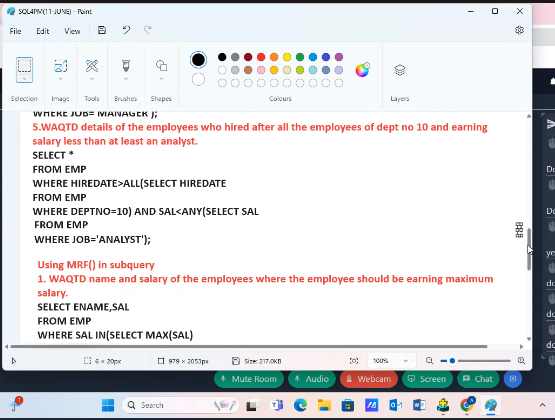 SQL4PM(11-JUNE) - Paint
File Edit View
Selection Image Tools Brushes Shapes Colours Layers
WHERE JOB='MANAGER');
5.WAQTD details of the employees who hired after all the employees of dept no 10 and earning
salary less than at least an analyst.
SELECT *
FROM EMP
WHERE HIREDATE>ALL(SELECT HIREDATE
FROM EMP
WHERE DEPTNO=10) AND SAL<ANY(SELECT SAL
FROM EMP
WHERE JOB='ANALYST');
Using MRF() in subquery
1. WAQTD name and salary of the employees where the employee should be earning maximum
salary.
SELECT ENAME,SAL
FROM EMP
WHERE SAL IN(SELECT MAX(SAL)
6 × 20px 979 × 2053px Size: 217.0KB 100%
Mute Room Audio Webcam Screen Chat
1 Search